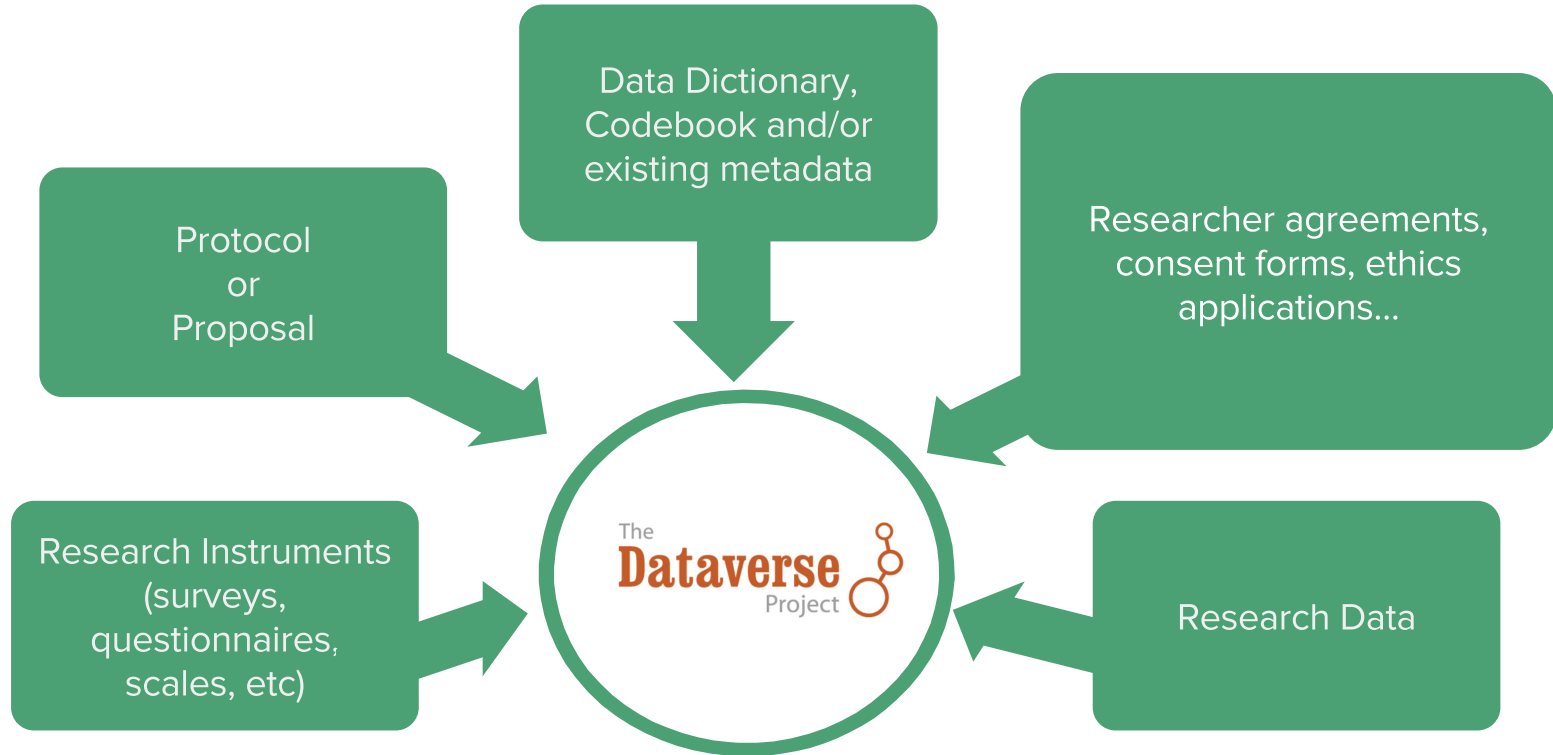 Data Dictionary,
Codebook and/or
existing metadata
Protocol
or
Proposal
Researcher agreements,
consent forms, ethics
applications...
Research Instruments
(surveys,
questionnaires,
scales, etc)
The
Dataverse
Project
Research Data